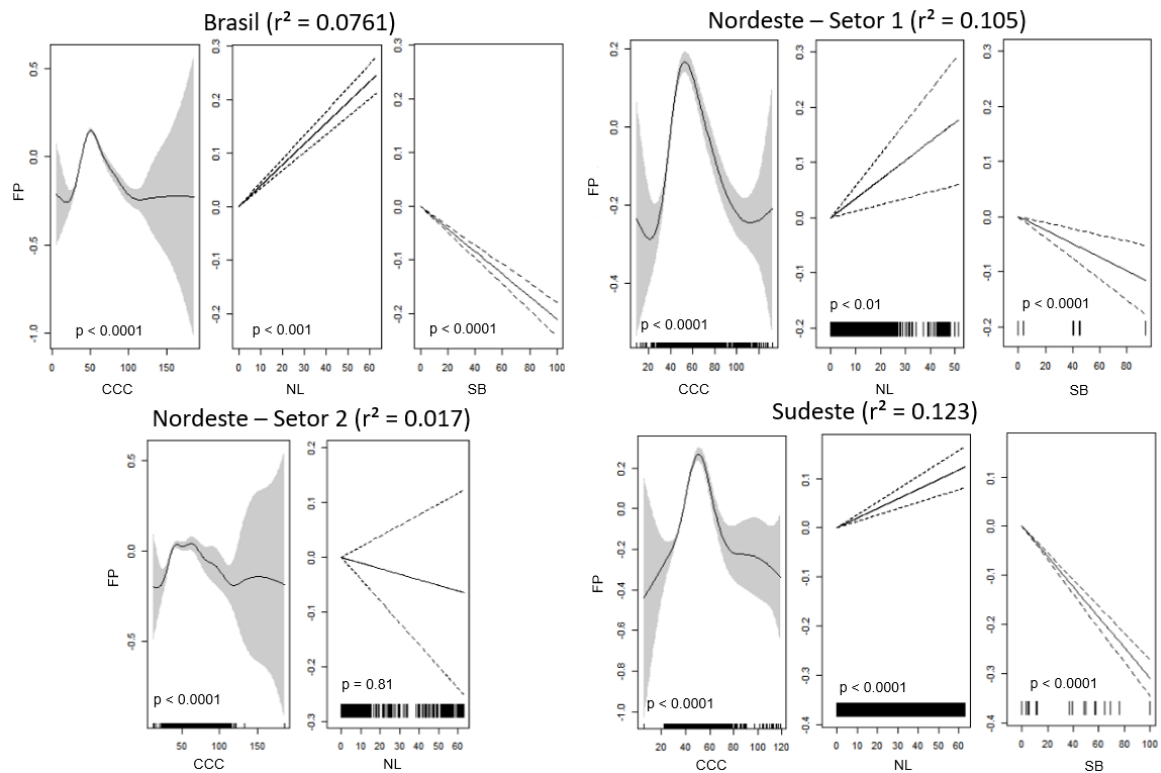 Brasil (r² = 0.0761)
0.5
0.0
-0.5
-1.0
FP
p < 0.0001
0 50 100 150
CCC
0.3
0.2
0.1
0.0
-0.1
-0.2
p < 0.001
0 10 20 30 40 50 60
NL
0.3
0.2
0.1
0.0
-0.1
-0.2
p < 0.0001
0 20 40 60 80 100
SB
Nordeste – Setor 1 (r² = 0.105)
0.2
0.0
-0.2
-0.4
FP
p < 0.0001
20 40 60 80 100
CCC
0.3
0.2
0.1
0.0
-0.1
-0.2
p < 0.01
0 10 20 30 40 50
NL
0.3
0.2
0.1
0.0
-0.1
-0.2
p < 0.0001
0 20 40 60 80
SB
Nordeste – Setor 2 (r² = 0.017)
0.5
0.0
-0.5
FP
p < 0.0001
50 100 150
CCC
0.2
0.1
0.0
-0.1
-0.2
-0.3
p = 0.81
0 10 20 30 40 50 60
NL
Sudeste (r² = 0.123)
0.2
0.0
-0.2
-0.4
-0.6
-0.8
-1.0
FP
p < 0.0001
20 40 60 80 100 120
CCC
0.1
0.0
-0.1
-0.2
-0.3
-0.4
0 10 20 30 40 50 60
NL
0.1
0.0
-0.1
-0.2
-0.3
-0.4
p < 0.0001
0 20 40 60 80 100
SB